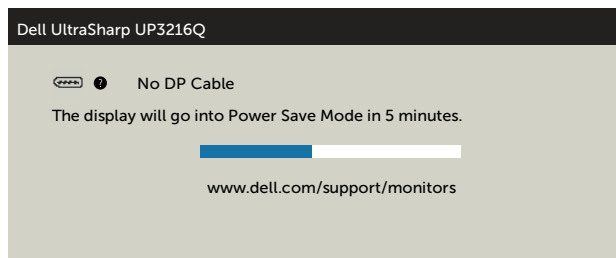 Dell UltraSharp UP3216Q
? No DP Cable
The display will go into Power Save Mode in 5 minutes.
www.dell.com/support/monitors